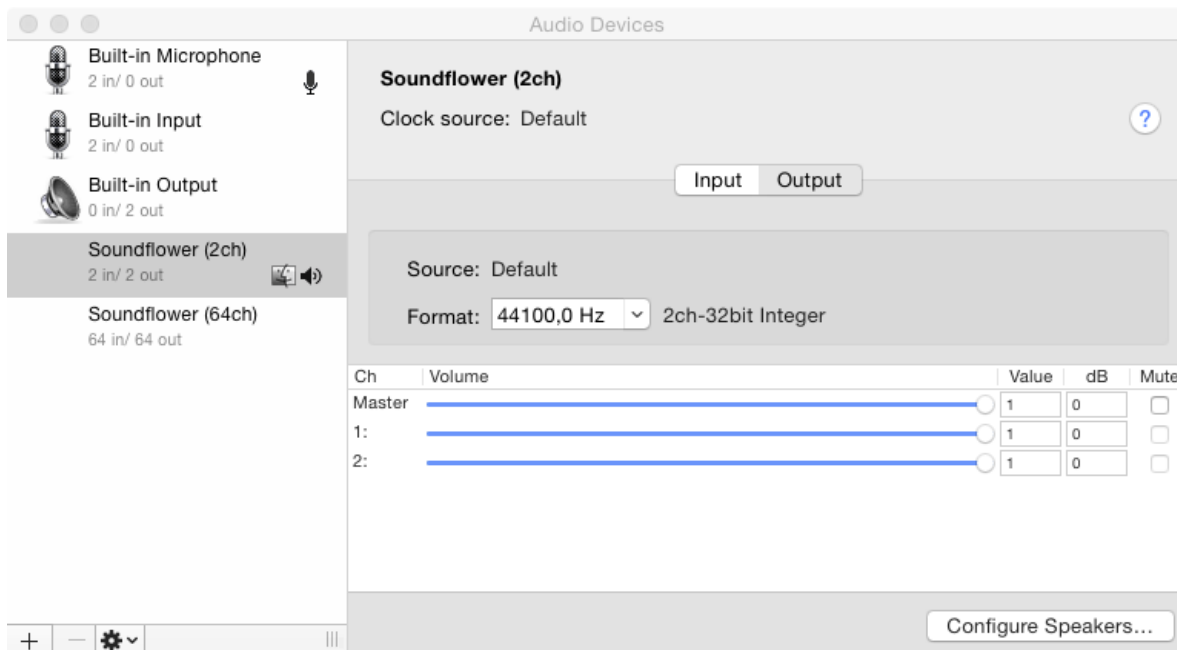 Audio Devices
Built-in Microphone
2 in/ 0 out
Built-in Input
2 in/ 0 out
Built-in Output
0 in/ 2 out
Soundflower (2ch)
2 in/ 2 out
Soundflower (64ch)
64 in/ 64 out
Soundflower (2ch)
Clock source: Default
?
Input Output
Source: Default
Format: 44100,0 Hz 2ch-32bit Integer
Ch Volume Value dB Mute
Master 1 0
1: 1 0
2: 1 0
Configure Speakers...